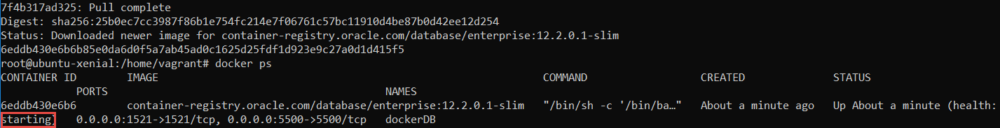 7f4b317ad325: Pull complete
Digest: sha256:25b0ec7cc3987f86b1e754fc214e7f06761c57bc11910d4be87b0d42ee12d254
Status: Downloaded newer image for container-registry.oracle.com/database/enterprise:12.2.0.1-slim
6eddb430e6b6b85e0da6d0f5a7ab45ad0c1625d25fdf1d923e9c27a0d1d415f5
root@ubuntu-xenial:/home/vagrant# docker ps
CONTAINER ID IMAGE COMMAND CREATED STATUS
PORTS NAMES
6eddb430e6b6 container-registry.oracle.com/database/enterprise:12.2.0.1-slim "/bin/sh -c '/bin/ba…" About a minute ago Up About a minute (health:
starting) 0.0.0.0:1521->1521/tcp, 0.0.0.0:5500->5500/tcp dockerDB